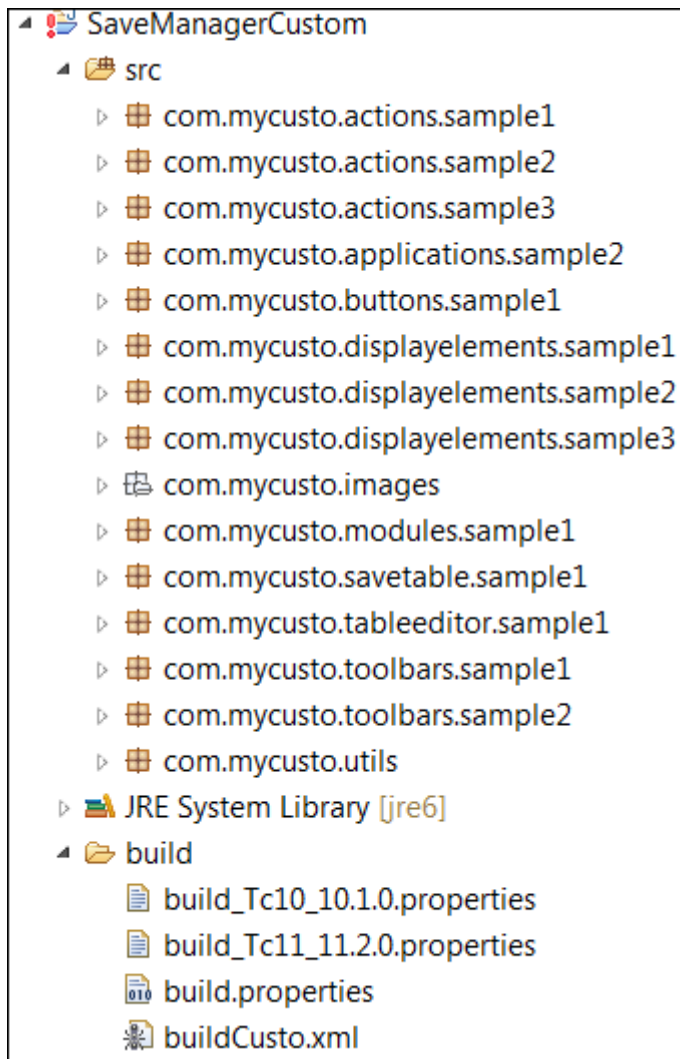 SaveManagerCustom
src
com.mycusto.actions.sample1
com.mycusto.actions.sample2
com.mycusto.actions.sample3
com.mycusto.applications.sample2
com.mycusto.buttons.sample1
com.mycusto.displayelements.sample1
com.mycusto.displayelements.sample2
com.mycusto.displayelements.sample3
com.mycusto.images
com.mycusto.modules.sample1
com.mycusto.savetable.sample1
com.mycusto.tableeditor.sample1
com.mycusto.toolbars.sample1
com.mycusto.toolbars.sample2
com.mycusto.utils
JRE System Library [jre6]
build
build_Tc10_10.1.0.properties
build_Tc11_11.2.0.properties
build.properties
buildCusto.xml